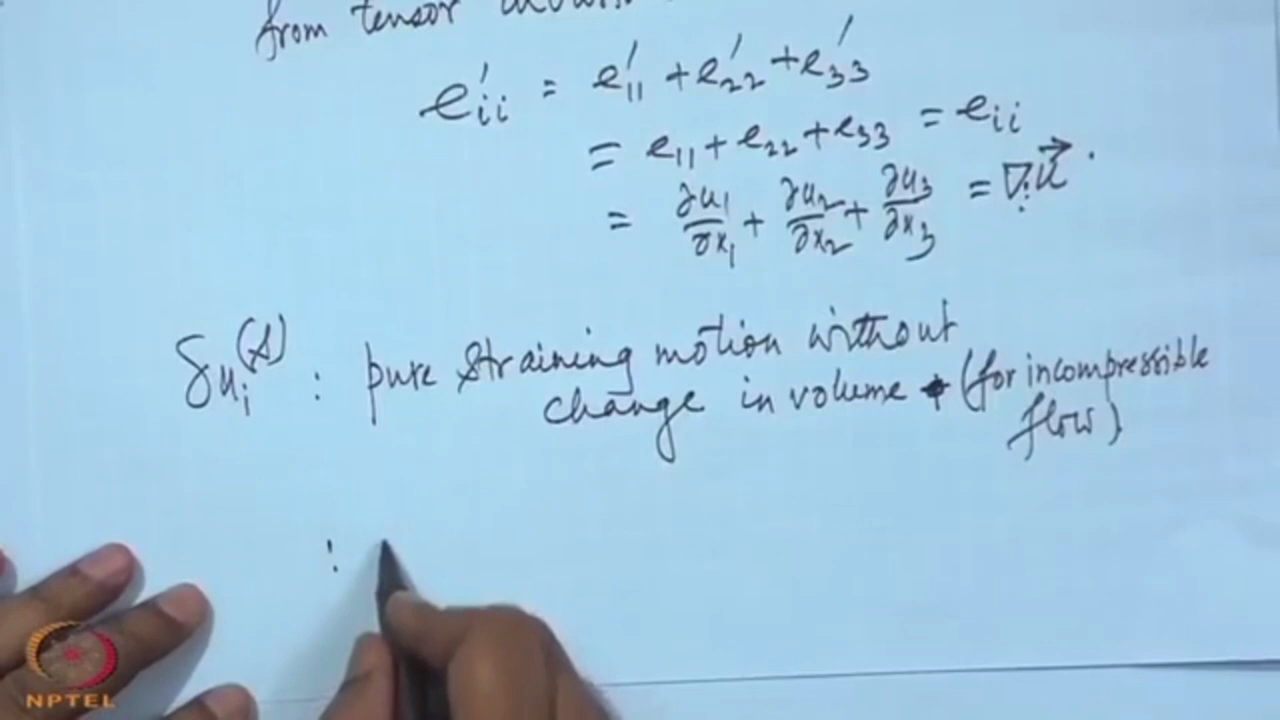 from tensor
e'ᵢᵢ = e'₁₁ + e'₂₂ + e'₃₃
= e₁₁ + e₂₂ + e₃₃ = eᵢᵢ
= ∂u₁/∂x₁ + ∂u₂/∂x₂ + ∂u₃/∂x₃ = ∇·u⃗ .
δuᵢ⁽ˢ⁾ : pure straining motion without
change in volume (for incompressible
flow)
:
NPTEL